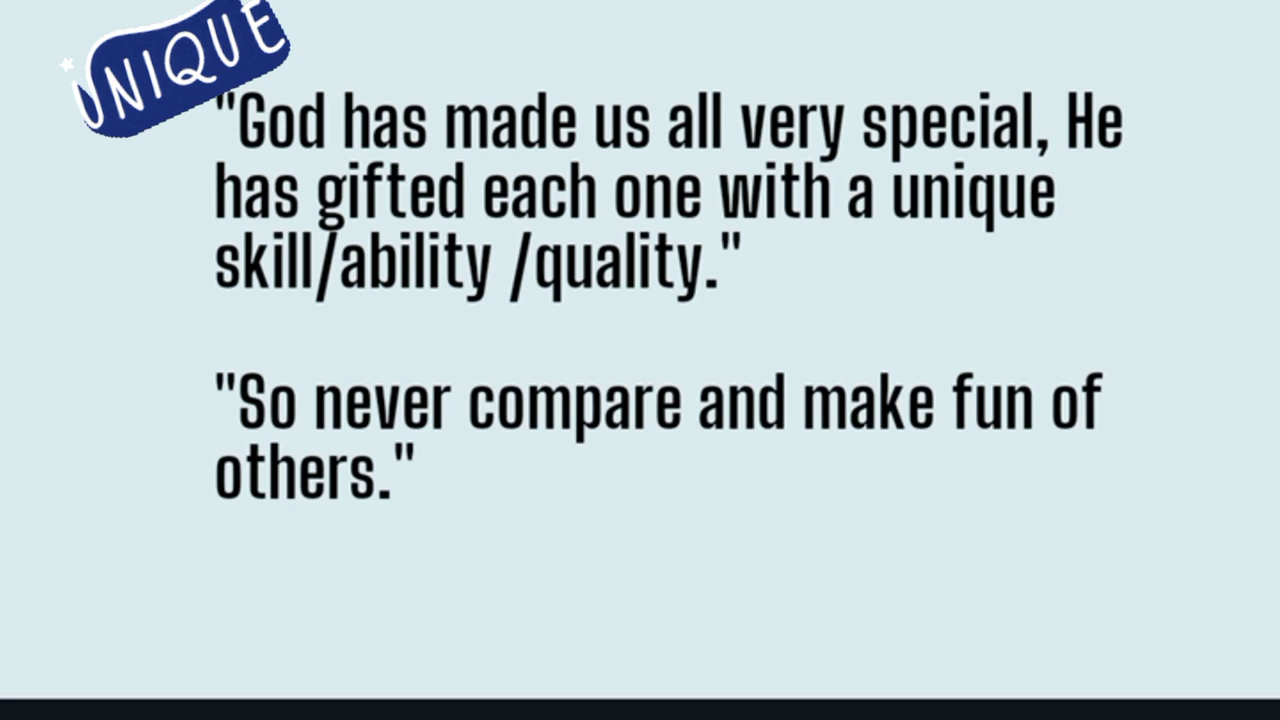 UNIQUE
"God has made us all very special, He
has gifted each one with a unique
skill/ability /quality."
"So never compare and make fun of
others."